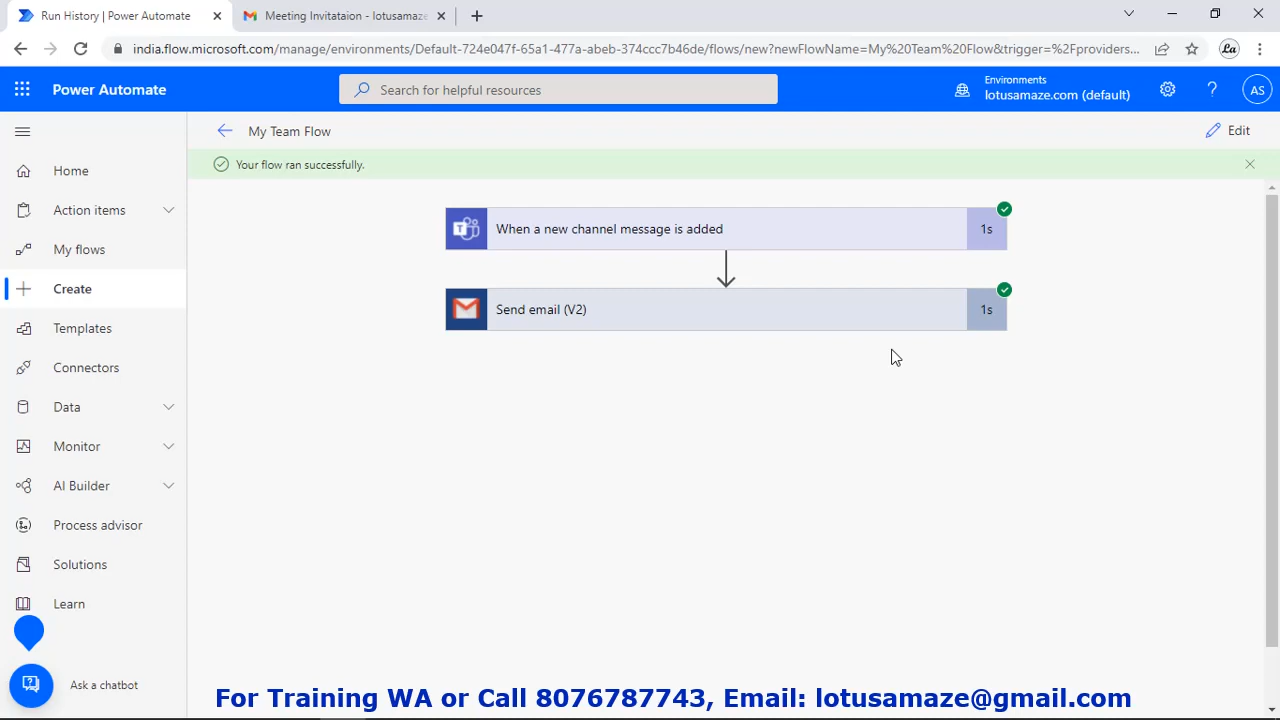 Run History | Power Automate
Meeting Invitataion - lotusamaze
india.flow.microsoft.com/manage/environments/Default-724e047f-65a1-477a-abeb-374ccc7b46de/flows/new?newFlowName=My%20Team%20Flow&trigger=%2Fproviders...
La
Power Automate
Search for helpful resources
Environments
lotusamaze.com (default)
AS
My Team Flow
Edit
Your flow ran successfully.
Home
Action items
My flows
Create
Templates
Connectors
Data
Monitor
AI Builder
Process advisor
Solutions
Learn
Ask a chatbot
When a new channel message is added
1s
Send email (V2)
1s
For Training WA or Call 8076787743, Email: lotusamaze@gmail.com